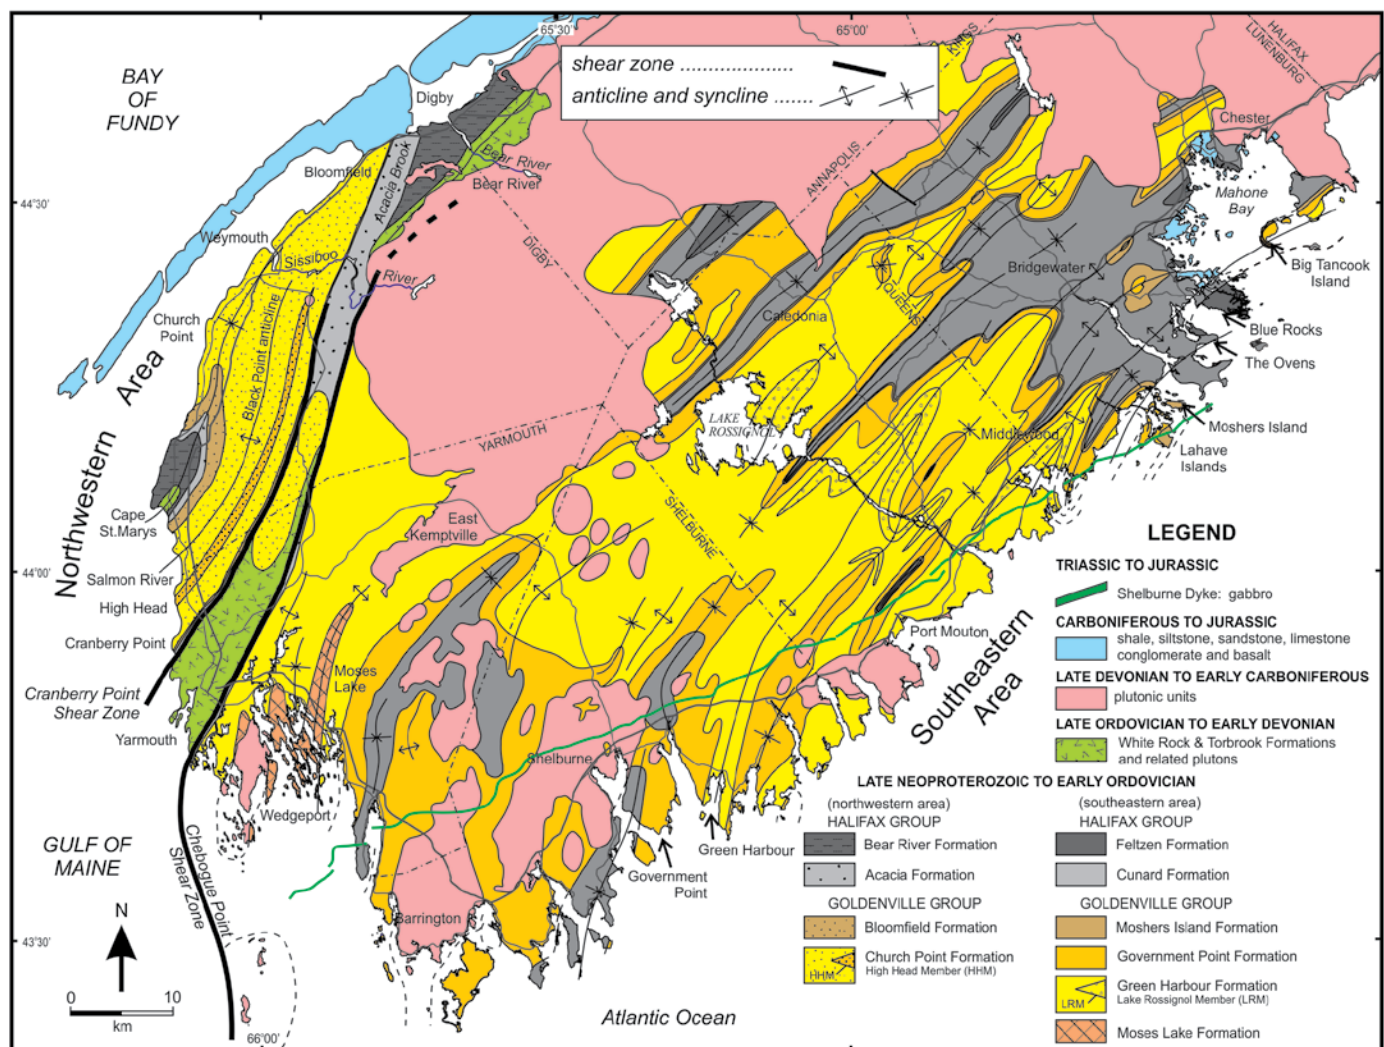 65°30'
65°00'
KINGS
HALIFAX
LUNENBURG
shear zone ....................
anticline and syncline .......
BAY
OF
FUNDY
Digby
Chester
Bloomfield
Acacia Brook
Bear River
Bear River
ANNAPOLIS
Mahone
Bay
44°30'
Weymouth
Sissiboo
River
DIGBY
QUEENS
Bridgewater
Big Tancook
Island
Church
Point
Black Point anticline
Caledonia
Blue Rocks
The Ovens
Northwestern
Area
LAKE
ROSSIGNOL
YARMOUTH
Middlewood
Moshers Island
Lahave
Islands
Cape
St.Marys
East
Kemptville
SHELBURNE
44°00'
Salmon River
High Head
Cranberry Point
Cranberry Point
Shear Zone
Yarmouth
Moses
Lake
Port Mouton
Southeastern
Area
Shelburne
Wedgeport
Green Harbour
Government
Point
GULF OF
MAINE
Chebogue Point
Shear Zone
Barrington
43°30'
N
0 10
km
66°00'
Atlantic Ocean
LEGEND
TRIASSIC TO JURASSIC
Shelburne Dyke: gabbro
CARBONIFEROUS TO JURASSIC
shale, siltstone, sandstone, limestone
conglomerate and basalt
LATE DEVONIAN TO EARLY CARBONIFEROUS
plutonic units
LATE ORDOVICIAN TO EARLY DEVONIAN
White Rock & Torbrook Formations
and related plutons
LATE NEOPROTEROZOIC TO EARLY ORDOVICIAN
(northwestern area)
HALIFAX GROUP
Bear River Formation
Acacia Formation
GOLDENVILLE GROUP
Bloomfield Formation
Church Point Formation
High Head Member (HHM)
HHM
(southeastern area)
HALIFAX GROUP
Feltzen Formation
Cunard Formation
GOLDENVILLE GROUP
Moshers Island Formation
Government Point Formation
Green Harbour Formation
Lake Rossignol Member (LRM)
LRM
Moses Lake Formation